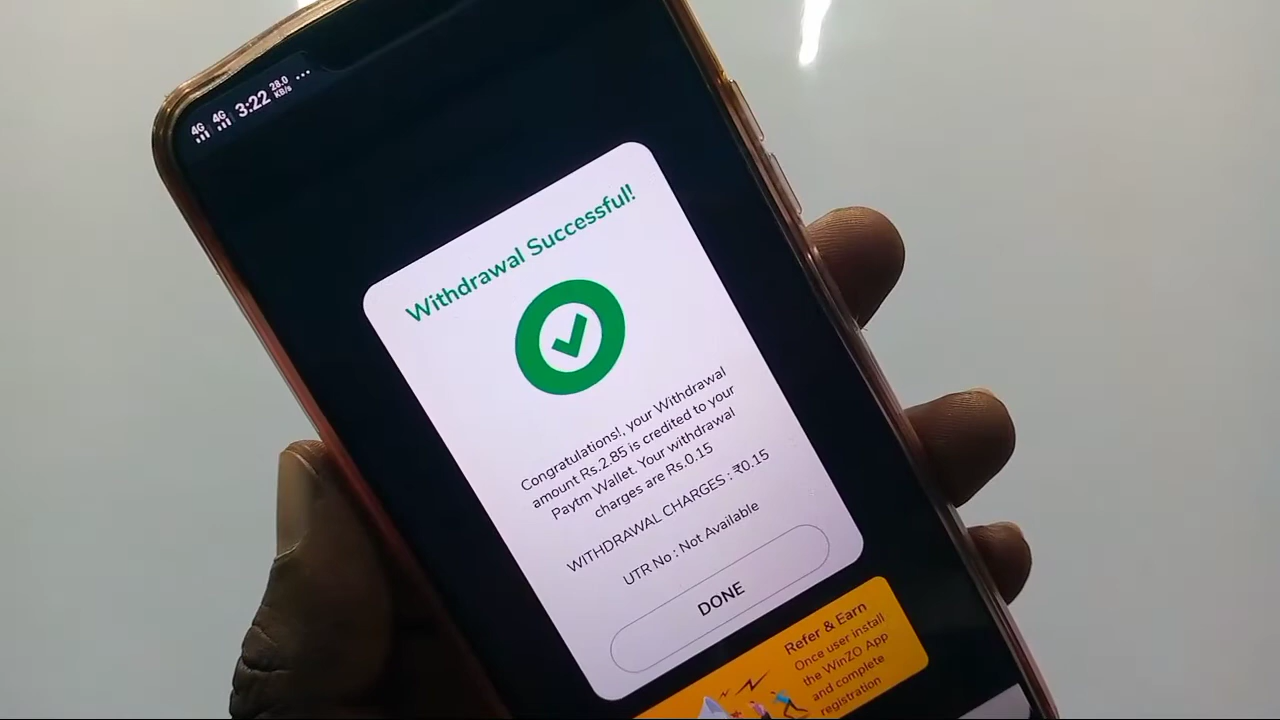 4G 4G 3:22 28.0 KB/s ...
Withdrawal Successful!
Congratulations!, your Withdrawal
amount Rs.2.85 is credited to your
Paytm Wallet. Your withdrawal
charges are Rs.0.15
WITHDRAWAL CHARGES : ₹0.15
UTR No : Not Available
DONE
Refer & Earn
Once user install
the WinZO App
and complete
registration